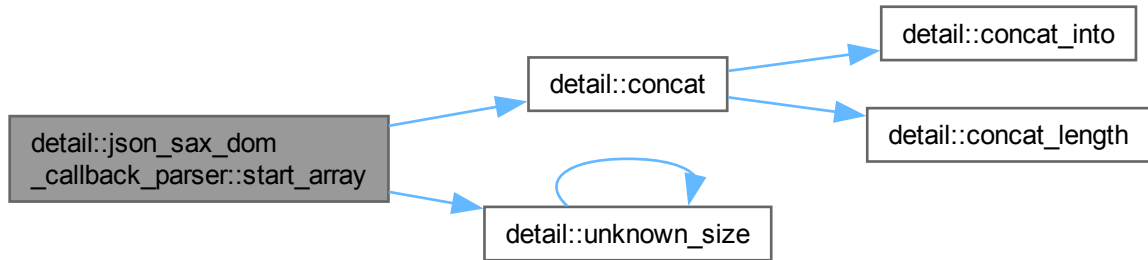 detail::json_sax_dom
_callback_parser::start_array
detail::concat
detail::concat_into
detail::concat_length
detail::unknown_size